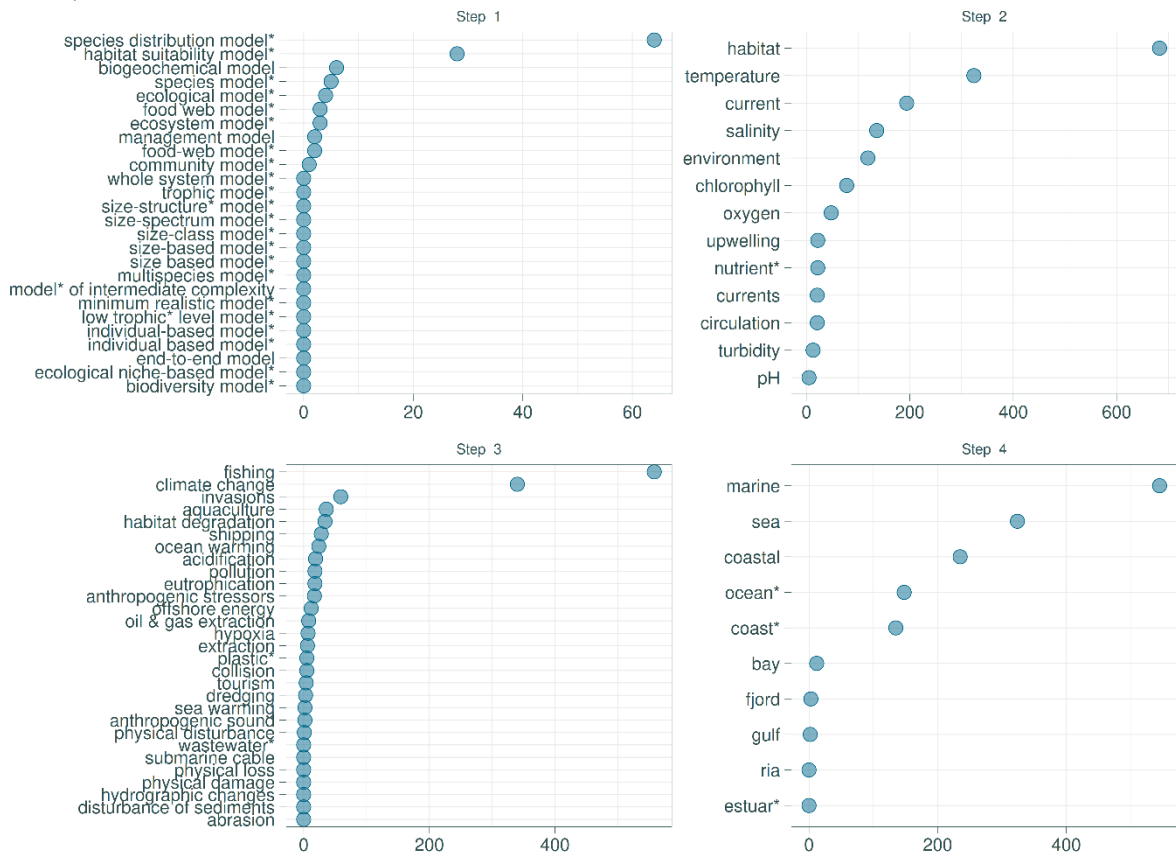 Step 1
species distribution model*
habitat suitability model*
biogeochemical model
species model*
ecological model*
food web model*
ecosystem model*
management model
food-web model*
community model*
whole system model*
trophic model*
size-structure* model*
size-spectrum model*
size-class model*
size-based model*
size based model*
multispecies model*
model* of intermediate complexity
minimum realistic model*
low trophic* level model*
individual-based model*
individual based model*
end-to-end model
ecological niche-based model*
biodiversity model*
0 20 40 60
Step 2
habitat
temperature
current
salinity
environment
chlorophyll
oxygen
upwelling
nutrient*
currents
circulation
turbidity
pH
0 200 400 600
Step 3
fishing
climate change
invasions
aquaculture
habitat degradation
shipping
ocean warming
acidification
pollution
eutrophication
anthropogenic stressors
offshore energy
oil & gas extraction
hypoxia
extraction
plastic*
collision
tourism
dredging
sea warming
anthropogenic sound
physical disturbance
wastewater*
submarine cable
physical loss
physical damage
hydrographic changes
disturbance of sediments
abrasion
0 200 400
Step 4
marine
sea
coastal
ocean*
coast*
bay
fjord
gulf
ria
estuar*
0 200 400